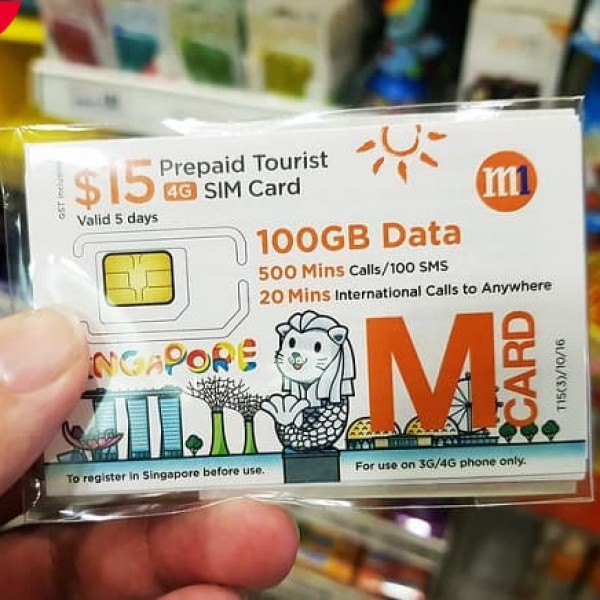 GST inclusive
$15 Prepaid Tourist
4G SIM Card
Valid 5 days
m1
100GB Data
500 Mins Calls/100 SMS
20 Mins International Calls to Anywhere
SINGAPORE
M CARD
T15(3)/10/16
To register in Singapore before use.
For use on 3G/4G phone only.